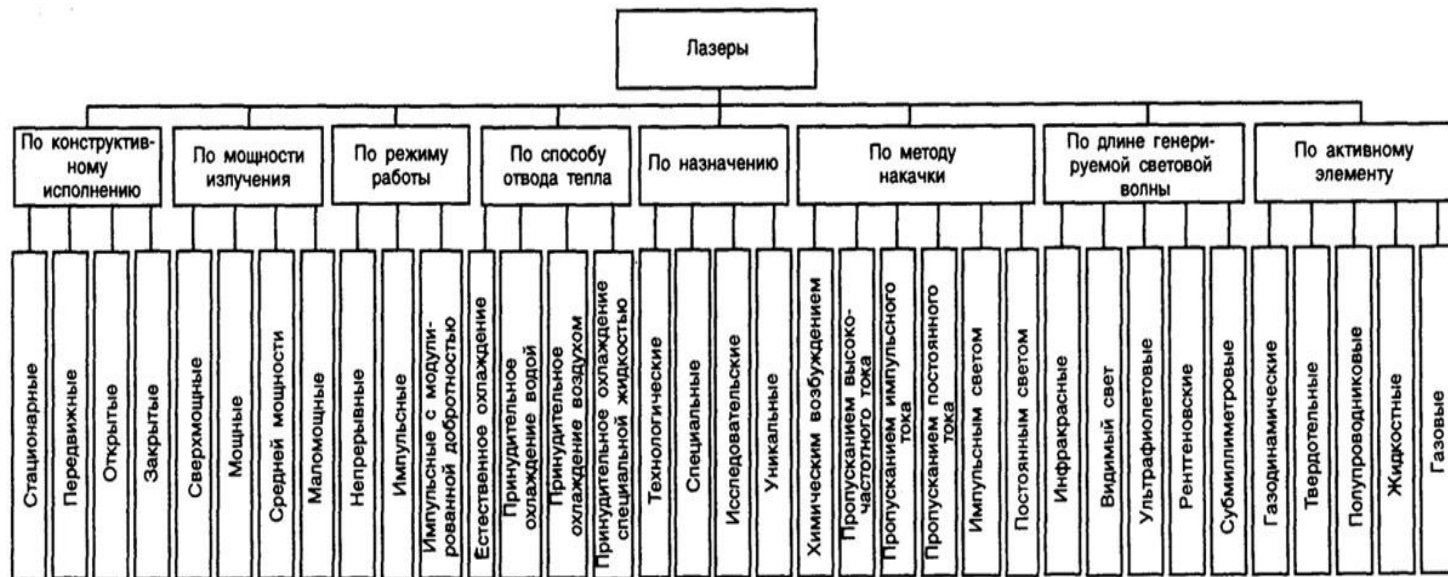 Лазеры
По конструктив-
ному
исполнению
По мощности
излучения
По режиму
работы
По способу
отвода тепла
По назначению
По методу
накачки
По длине генери-
руемой световой
волны
По активному
элементу
Стационарные
Передвижные
Открытые
Закрытые
Сверхмощные
Мощные
Средней мощности
Маломощные
Непрерывные
Импульсные
Импульсные с модули-
рованной добротностью
Естественное охлаждение
Принудительное
охлаждение водой
Принудительное
охлаждение воздухом
Принудительное охлаждение
специальной жидкостью
Технологические
Специальные
Исследовательские
Уникальные
Химическим возбуждением
Пропусканием высоко-
частотного тока
Пропусканием импульсного
тока
Пропусканием постоянного
тока
Импульсным светом
Постоянным светом
Инфракрасные
Видимый свет
Ультрафиолетовые
Рентгеновские
Субмиллиметровые
Газодинамические
Твердотельные
Полупроводниковые
Жидкостные
Газовые